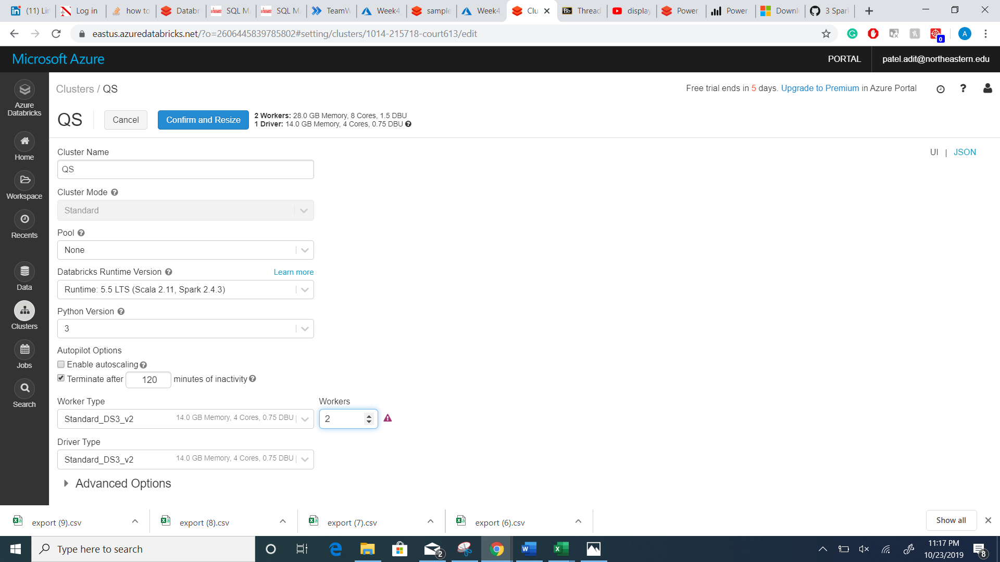 (11) Lir
Log in
how to
Databr
SQL MA
SQL MA
TeamW
Week4
sample
Week4
Clu
Thread
display
Power
Power
Downl
3 Spark
eastus.azuredatabricks.net/?o=2606445839785802#setting/clusters/1014-215718-court613/edit
0
A
Microsoft Azure
PORTAL
patel.adit@northeastern.edu
Azure
Databricks
Home
Workspace
Recents
Data
Clusters
Jobs
Search
Clusters / QS
Free trial ends in 5 days. Upgrade to Premium in Azure Portal
QS
Cancel
Confirm and Resize
2 Workers: 28.0 GB Memory, 8 Cores, 1.5 DBU
1 Driver: 14.0 GB Memory, 4 Cores, 0.75 DBU
UI | JSON
Cluster Name
QS
Cluster Mode
Standard
Pool
None
Databricks Runtime Version
Learn more
Runtime: 5.5 LTS (Scala 2.11, Spark 2.4.3)
Python Version
3
Autopilot Options
Enable autoscaling
Terminate after 120 minutes of inactivity
Worker Type
Workers
Standard_DS3_v2 14.0 GB Memory, 4 Cores, 0.75 DBU
2
Driver Type
Standard_DS3_v2 14.0 GB Memory, 4 Cores, 0.75 DBU
Advanced Options
export (9).csv
export (8).csv
export (7).csv
export (6).csv
Show all
Type here to search
2
11:17 PM
10/23/2019
8